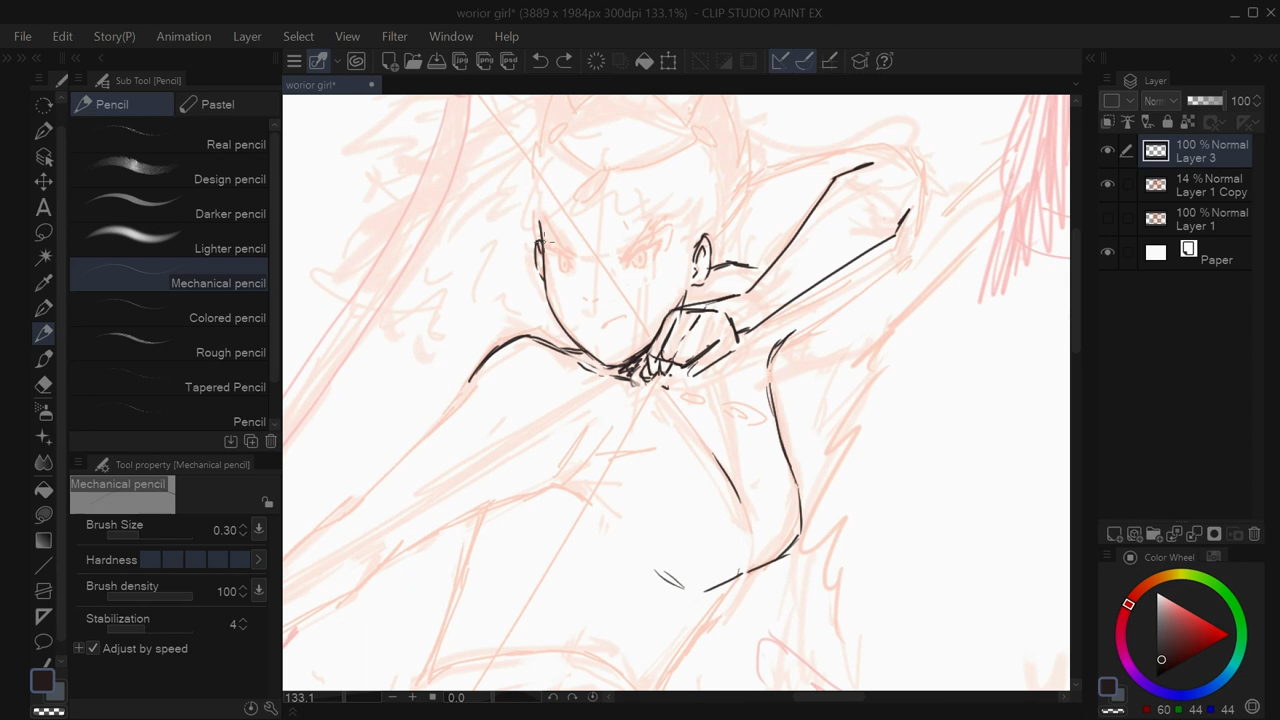 worior girl* (3889 x 1984px 300dpi 133.1%) - CLIP STUDIO PAINT EX
File Edit Story(P) Animation Layer Select View Filter Window Help
Sub Tool [Pencil]
worior girl*
Layer
Pencil Pastel
Norm 100
Real pencil
Design pencil
Darker pencil
Lighter pencil
Mechanical pencil
Colored pencil
Rough pencil
Tapered Pencil
Pencil
100 % Normal
Layer 3
14 % Normal
Layer 1 Copy
100 % Normal
Layer 1
Paper
Tool property [Mechanical pencil]
Mechanical pencil
Brush Size 0.30
Hardness
Brush density 100
Stabilization 4
Adjust by speed
133.1 0.0
Color Wheel
60 44 44